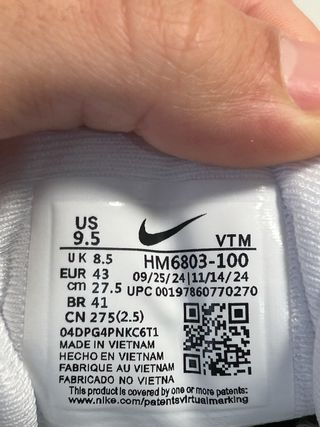 US
9.5
VTM
UK 8.5 HM6803-100
EUR 43 09/25/24|11/14/24
cm 27.5 UPC 00197860770270
BR 41
CN 275(2.5)
04DPG4PNKC6T1
MADE IN VIETNAM
HECHO EN VIETNAM
FABRIQUE AU VIETNAM
FABRICADO NO VIETNA
This product is covered by one or more patents:
www.nike.com/patentsvirtualmarking